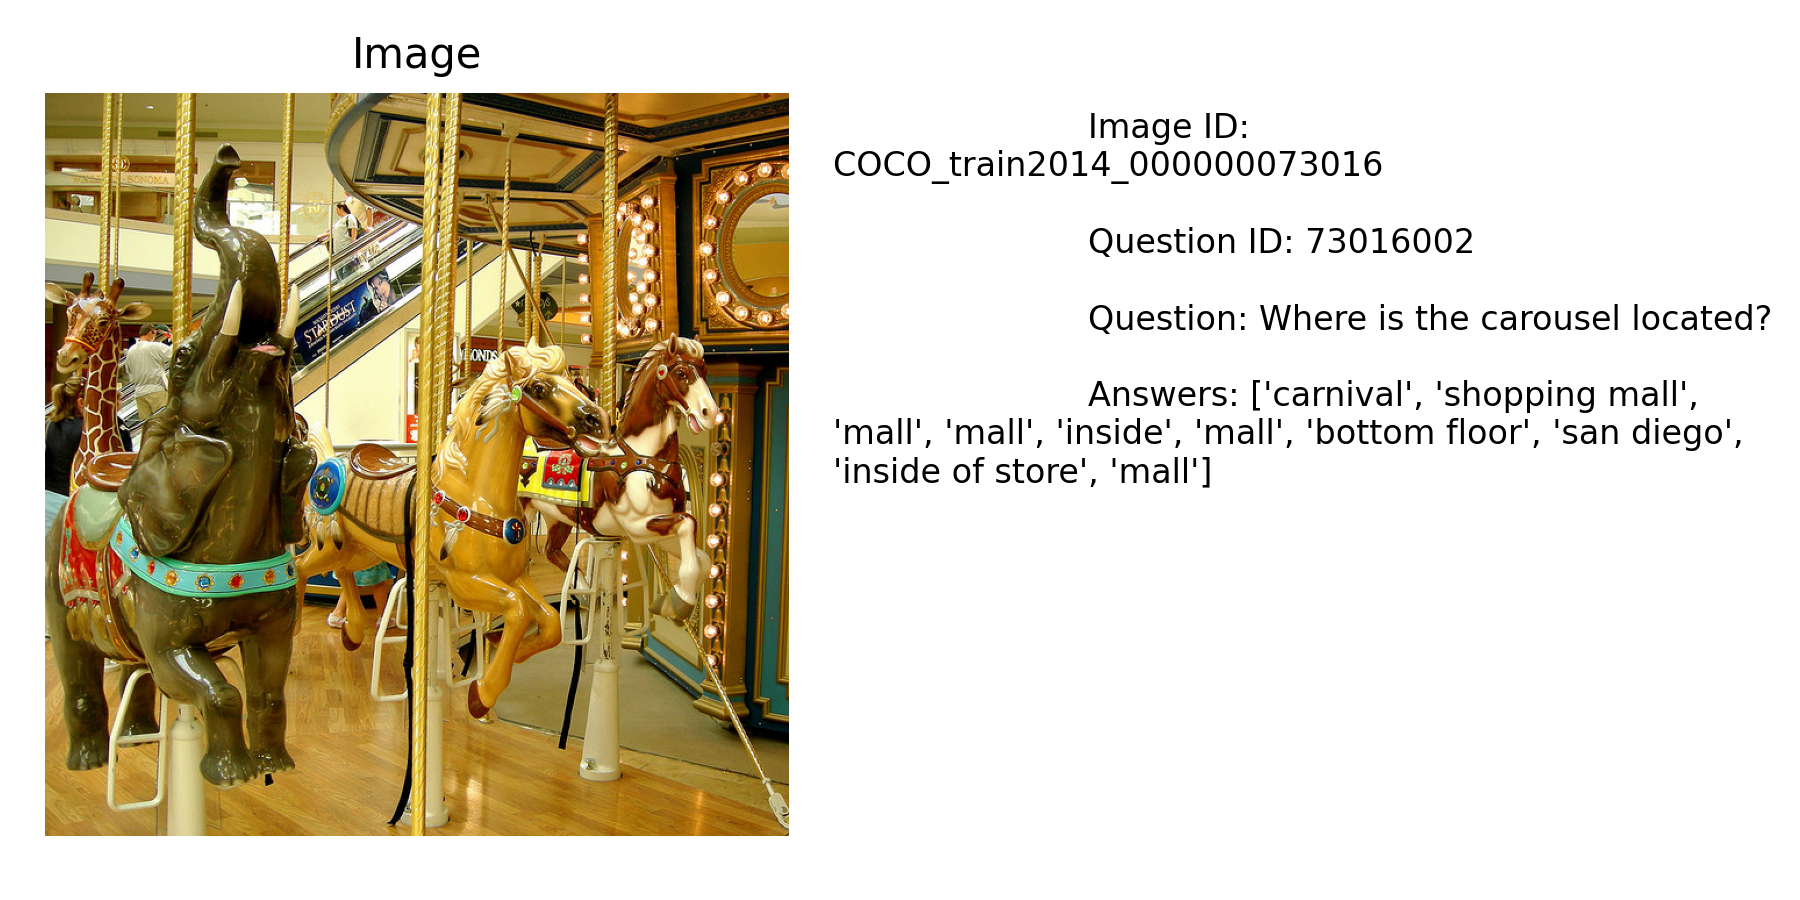 Image
Image ID:
COCO_train2014_000000073016
Question ID: 73016002
Question: Where is the carousel located?
Answers: ['carnival', 'shopping mall',
'mall', 'mall', 'inside', 'mall', 'bottom floor', 'san diego',
'inside of store', 'mall']
STARDUST